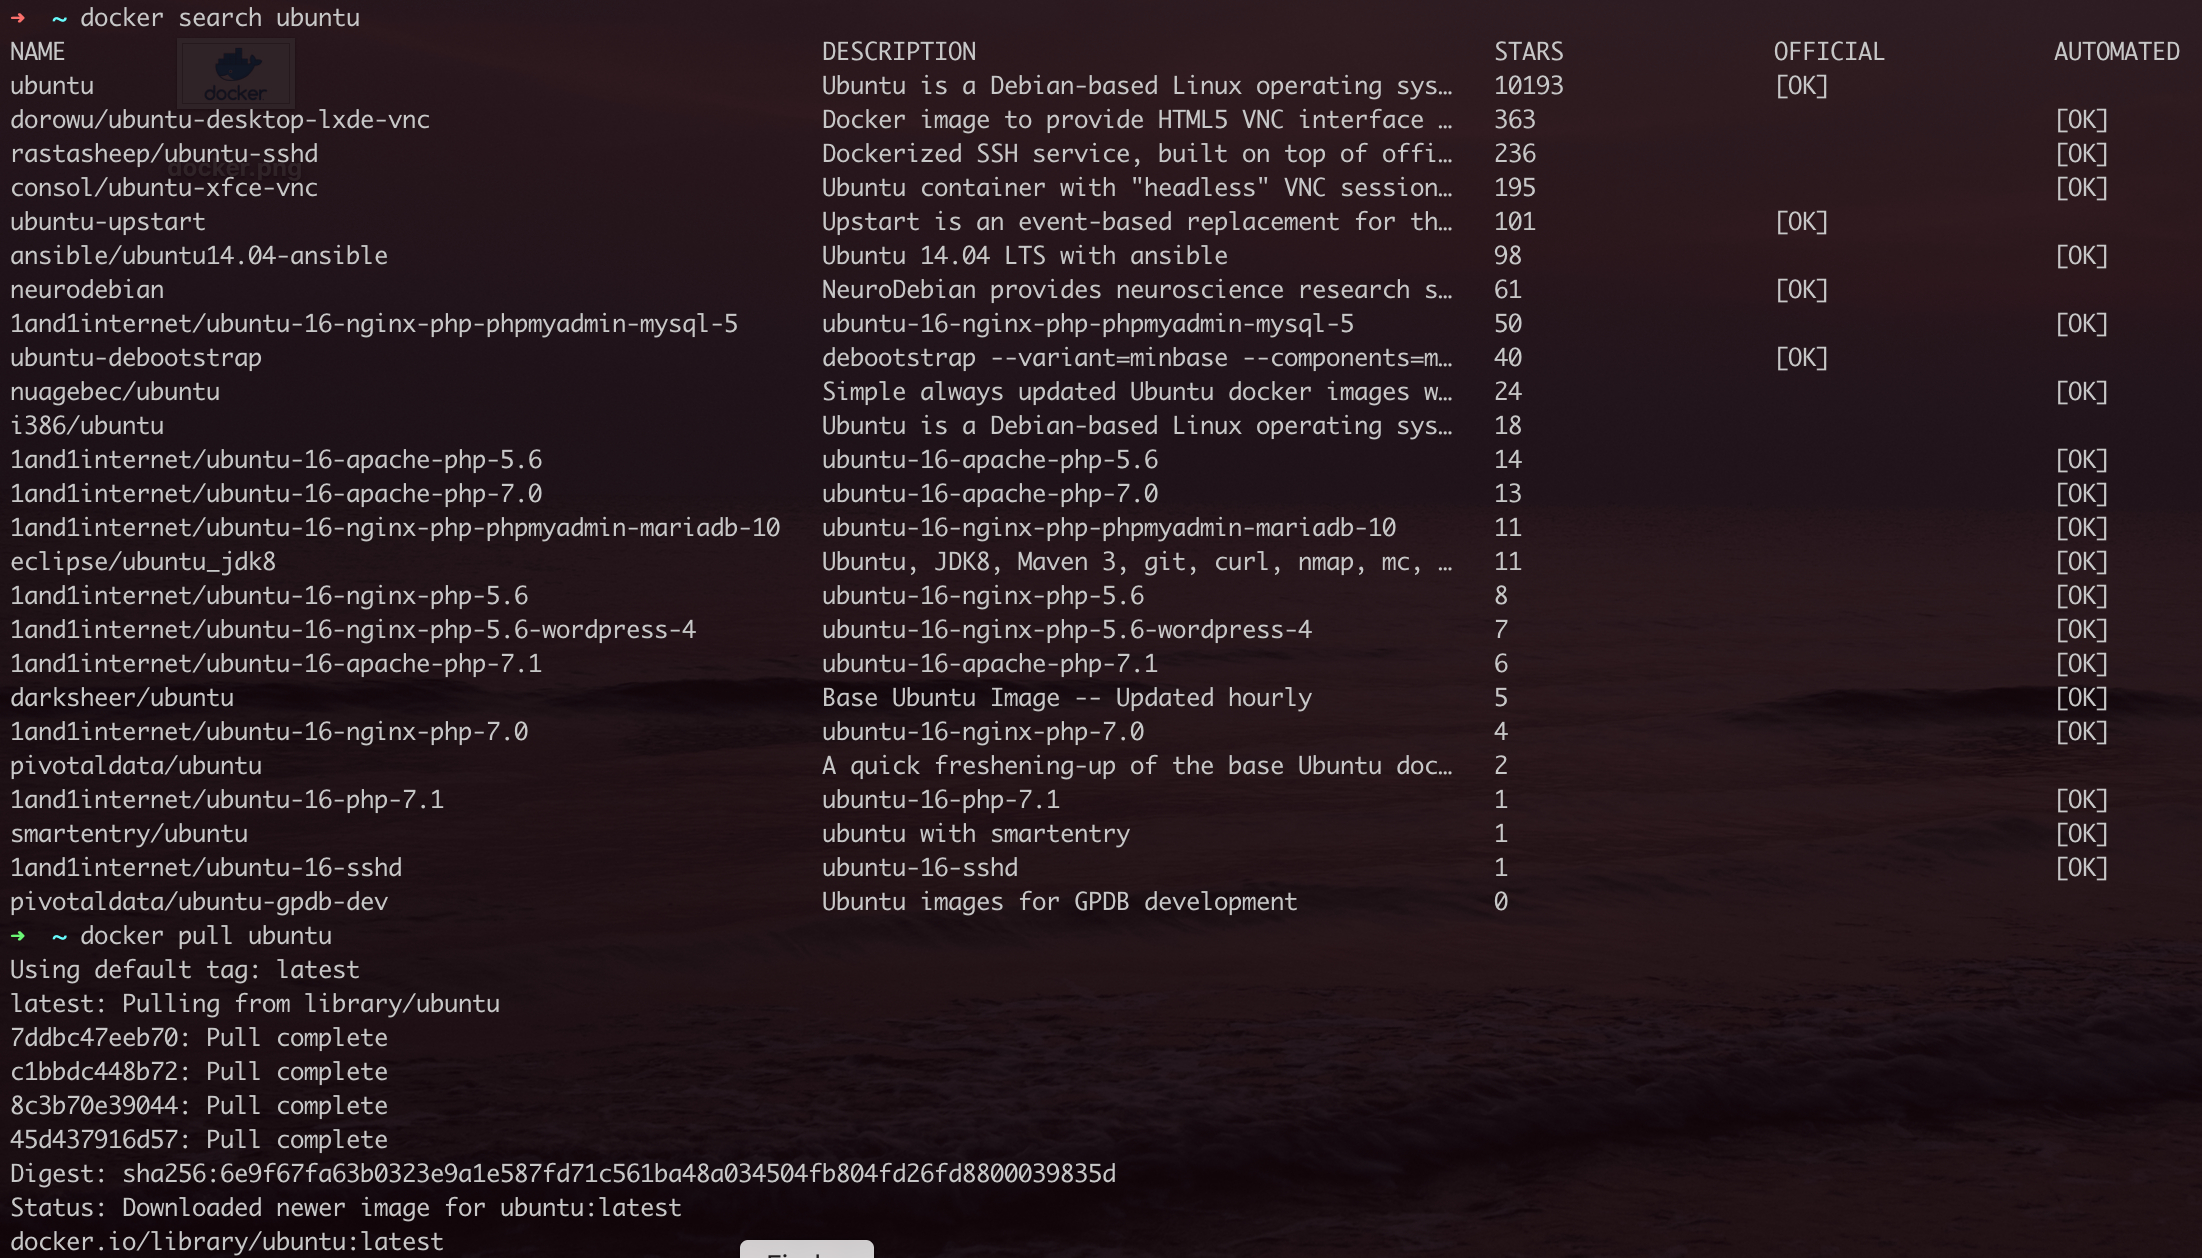 ➜ ~ docker search ubuntu
NAME DESCRIPTION STARS OFFICIAL AUTOMATED
ubuntu Ubuntu is a Debian-based Linux operating sys… 10193 [OK]
dorowu/ubuntu-desktop-lxde-vnc Docker image to provide HTML5 VNC interface … 363 [OK]
rastasheep/ubuntu-sshd Dockerized SSH service, built on top of offi… 236 [OK]
consol/ubuntu-xfce-vnc Ubuntu container with "headless" VNC session… 195 [OK]
ubuntu-upstart Upstart is an event-based replacement for th… 101 [OK]
ansible/ubuntu14.04-ansible Ubuntu 14.04 LTS with ansible 98 [OK]
neurodebian NeuroDebian provides neuroscience research s… 61 [OK]
1and1internet/ubuntu-16-nginx-php-phpmyadmin-mysql-5 ubuntu-16-nginx-php-phpmyadmin-mysql-5 50 [OK]
ubuntu-debootstrap debootstrap --variant=minbase --components=m… 40 [OK]
nuagebec/ubuntu Simple always updated Ubuntu docker images w… 24 [OK]
i386/ubuntu Ubuntu is a Debian-based Linux operating sys… 18
1and1internet/ubuntu-16-apache-php-5.6 ubuntu-16-apache-php-5.6 14 [OK]
1and1internet/ubuntu-16-apache-php-7.0 ubuntu-16-apache-php-7.0 13 [OK]
1and1internet/ubuntu-16-nginx-php-phpmyadmin-mariadb-10 ubuntu-16-nginx-php-phpmyadmin-mariadb-10 11 [OK]
eclipse/ubuntu_jdk8 Ubuntu, JDK8, Maven 3, git, curl, nmap, mc, … 11 [OK]
1and1internet/ubuntu-16-nginx-php-5.6 ubuntu-16-nginx-php-5.6 8 [OK]
1and1internet/ubuntu-16-nginx-php-5.6-wordpress-4 ubuntu-16-nginx-php-5.6-wordpress-4 7 [OK]
1and1internet/ubuntu-16-apache-php-7.1 ubuntu-16-apache-php-7.1 6 [OK]
darksheer/ubuntu Base Ubuntu Image -- Updated hourly 5 [OK]
1and1internet/ubuntu-16-nginx-php-7.0 ubuntu-16-nginx-php-7.0 4 [OK]
pivotaldata/ubuntu A quick freshening-up of the base Ubuntu doc… 2
1and1internet/ubuntu-16-php-7.1 ubuntu-16-php-7.1 1 [OK]
smartentry/ubuntu ubuntu with smartentry 1 [OK]
1and1internet/ubuntu-16-sshd ubuntu-16-sshd 1 [OK]
pivotaldata/ubuntu-gpdb-dev Ubuntu images for GPDB development 0
➜ ~ docker pull ubuntu
Using default tag: latest
latest: Pulling from library/ubuntu
7ddbc47eeb70: Pull complete
c1bbdc448b72: Pull complete
8c3b70e39044: Pull complete
45d437916d57: Pull complete
Digest: sha256:6e9f67fa63b0323e9a1e587fd71c561ba48a034504fb804fd26fd8800039835d
Status: Downloaded newer image for ubuntu:latest
docker.io/library/ubuntu:latest
docker
docker.png